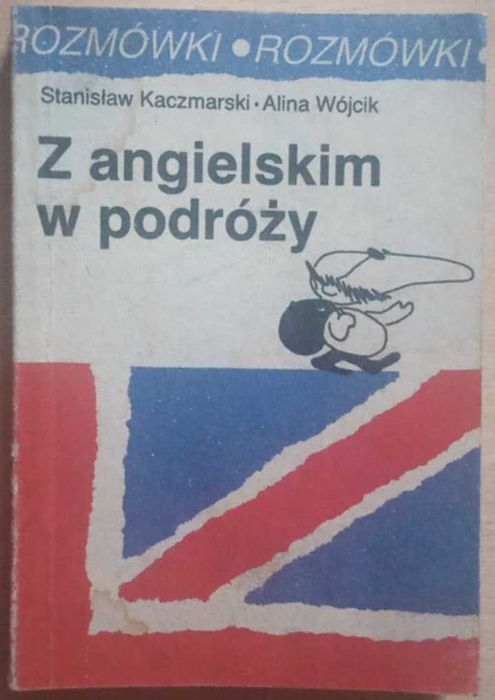 ROZMÓWKI • ROZMÓWKI •
Stanisław Kaczmarski • Alina Wójcik
Z angielskim
w podróży